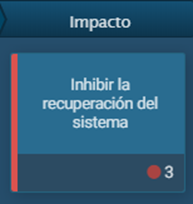 Impacto
Inhibir la
recuperación del
sistema
3